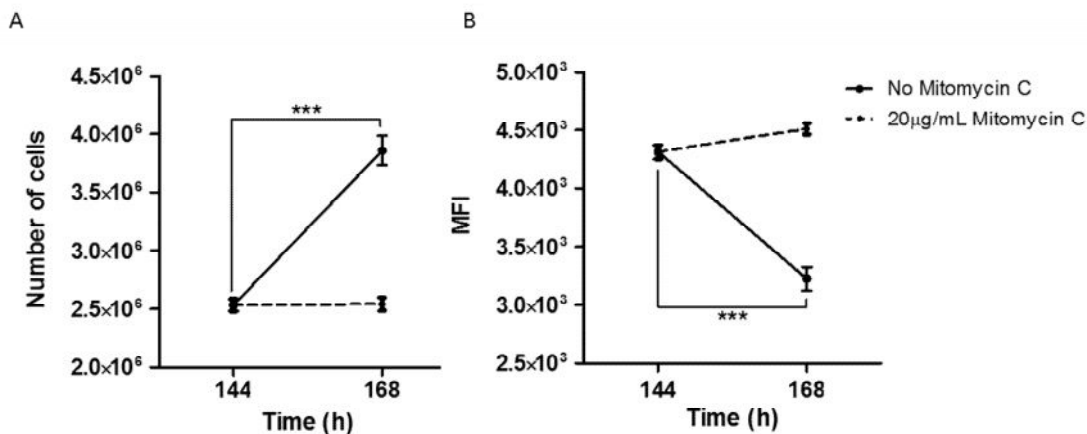 A
Number of cells
4.5×10⁶
4.0×10⁶
3.5×10⁶
3.0×10⁶
2.5×10⁶
2.0×10⁶
***
144
168
Time (h)
B
MFI
5.0×10³
4.5×10³
4.0×10³
3.5×10³
3.0×10³
2.5×10³
***
144
168
Time (h)
No Mitomycin C
20µg/mL Mitomycin C